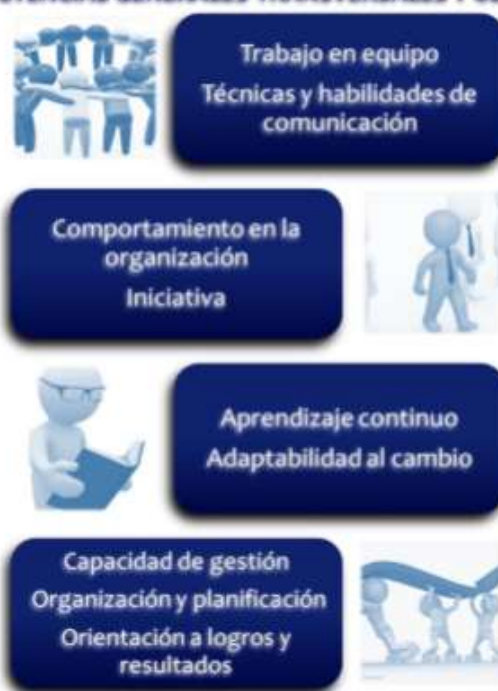 Trabajo en equipo
Técnicas y habilidades de
comunicación
Comportamiento en la
organización
Iniciativa
Aprendizaje continuo
Adaptabilidad al cambio
Capacidad de gestión
Organización y planificación
Orientación a logros y
resultados